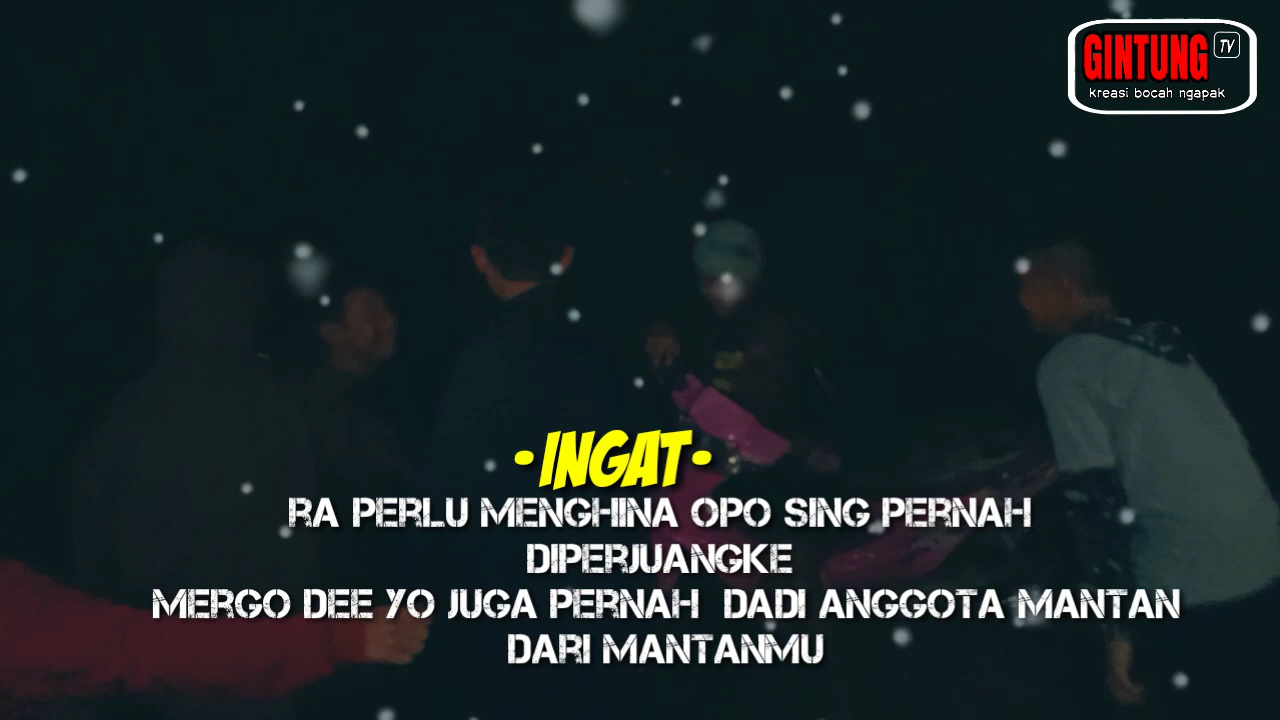 GINTUNG TV
kreasi bocah ngapak
•INGAT•
RA PERLU MENGHINA OPO SING PERNAH
DIPERJUANGKE
MERGO DEE YO JUGA PERNAH DADI ANGGOTA MANTAN
DARI MANTANMU